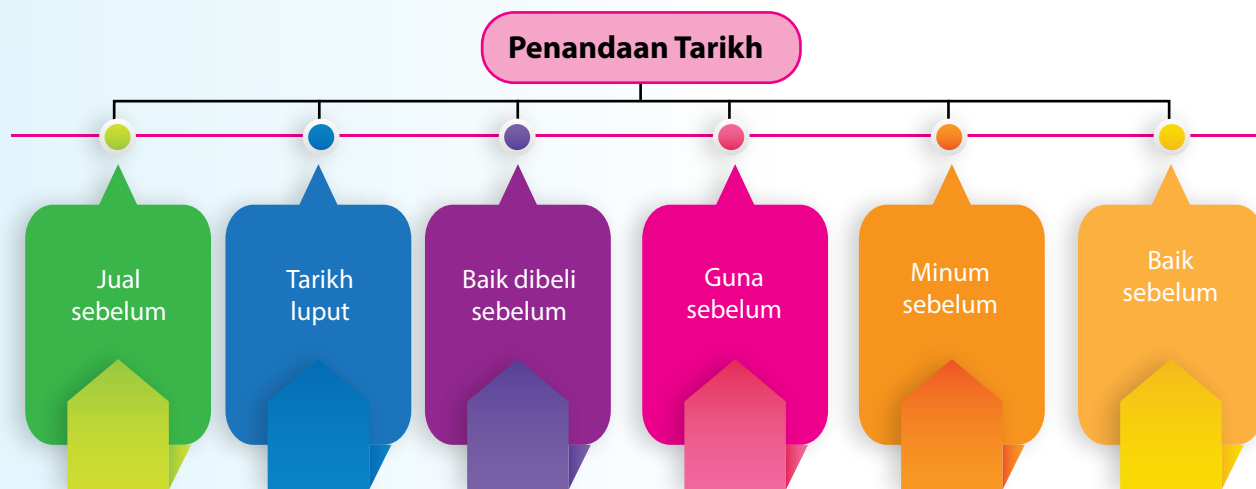 Penandaan Tarikh
Jual
sebelum
Tarikh
luput
Baik dibeli
sebelum
Guna
sebelum
Minum
sebelum
Baik
sebelum